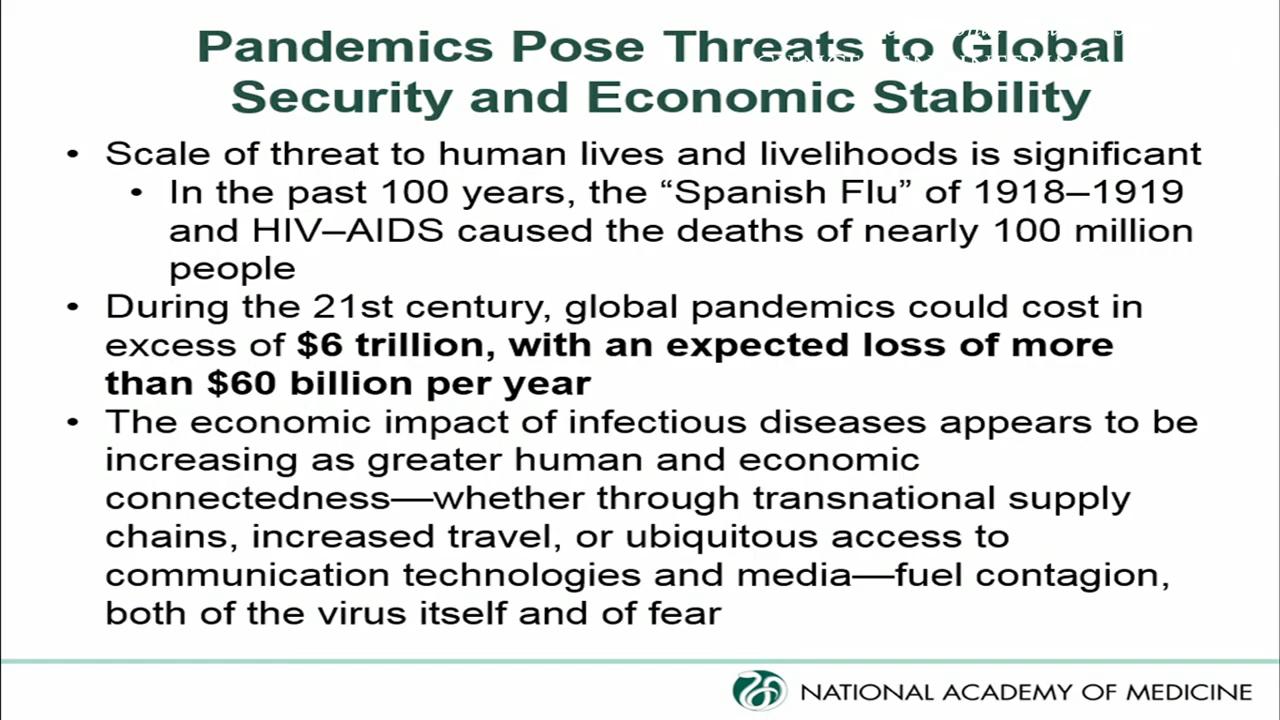 Pandemics Pose Threats to Global
Security and Economic Stability
• Scale of threat to human lives and livelihoods is significant
• In the past 100 years, the “Spanish Flu” of 1918–1919
and HIV–AIDS caused the deaths of nearly 100 million
people
• During the 21st century, global pandemics could cost in
excess of $6 trillion, with an expected loss of more
than $60 billion per year
• The economic impact of infectious diseases appears to be
increasing as greater human and economic
connectedness—whether through transnational supply
chains, increased travel, or ubiquitous access to
communication technologies and media—fuel contagion,
both of the virus itself and of fear
NATIONAL ACADEMY OF MEDICINE